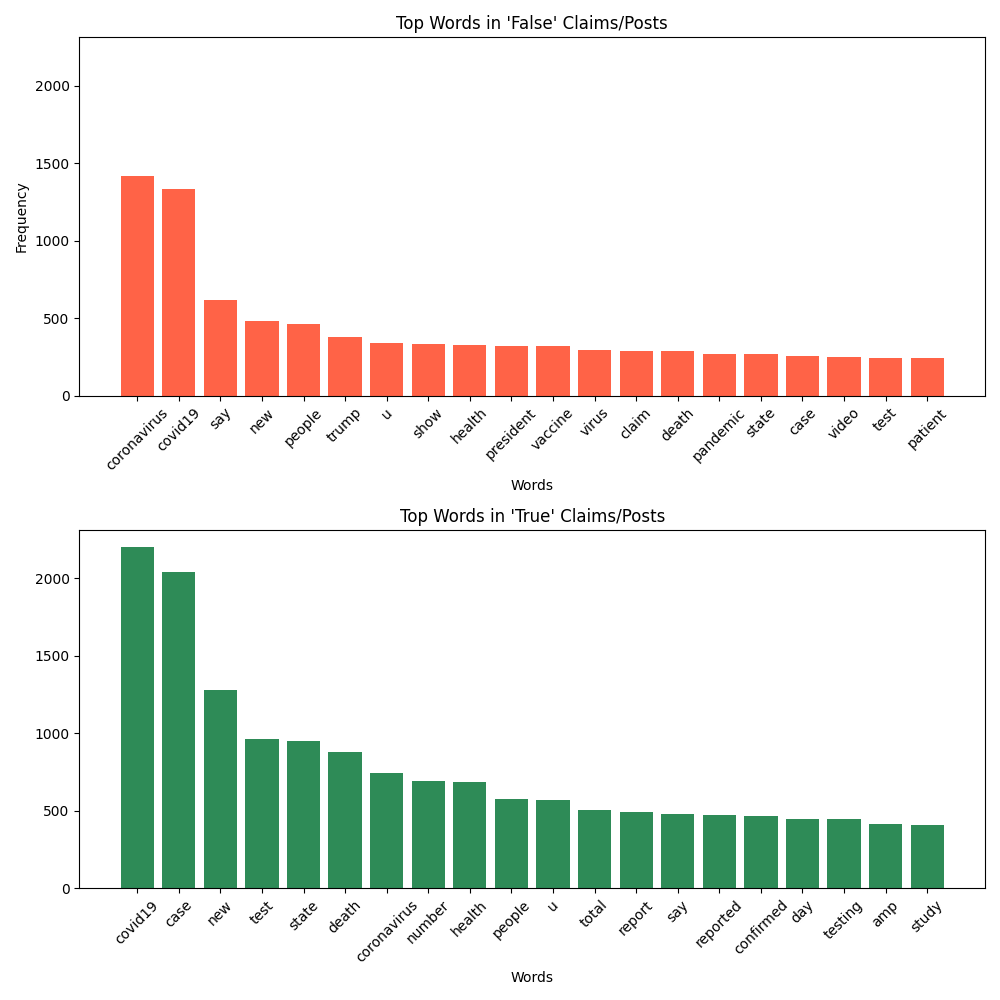 Top Words in 'False' Claims/Posts
2000
1500
1000
500
0
Frequency
coronavirus covid19 say new people trump u show health president vaccine virus claim death pandemic state case video test patient
Words
Top Words in 'True' Claims/Posts
2000
1500
1000
500
0
covid19 case new test state death coronavirus number health people u total report say reported confirmed day testing amp study
Words